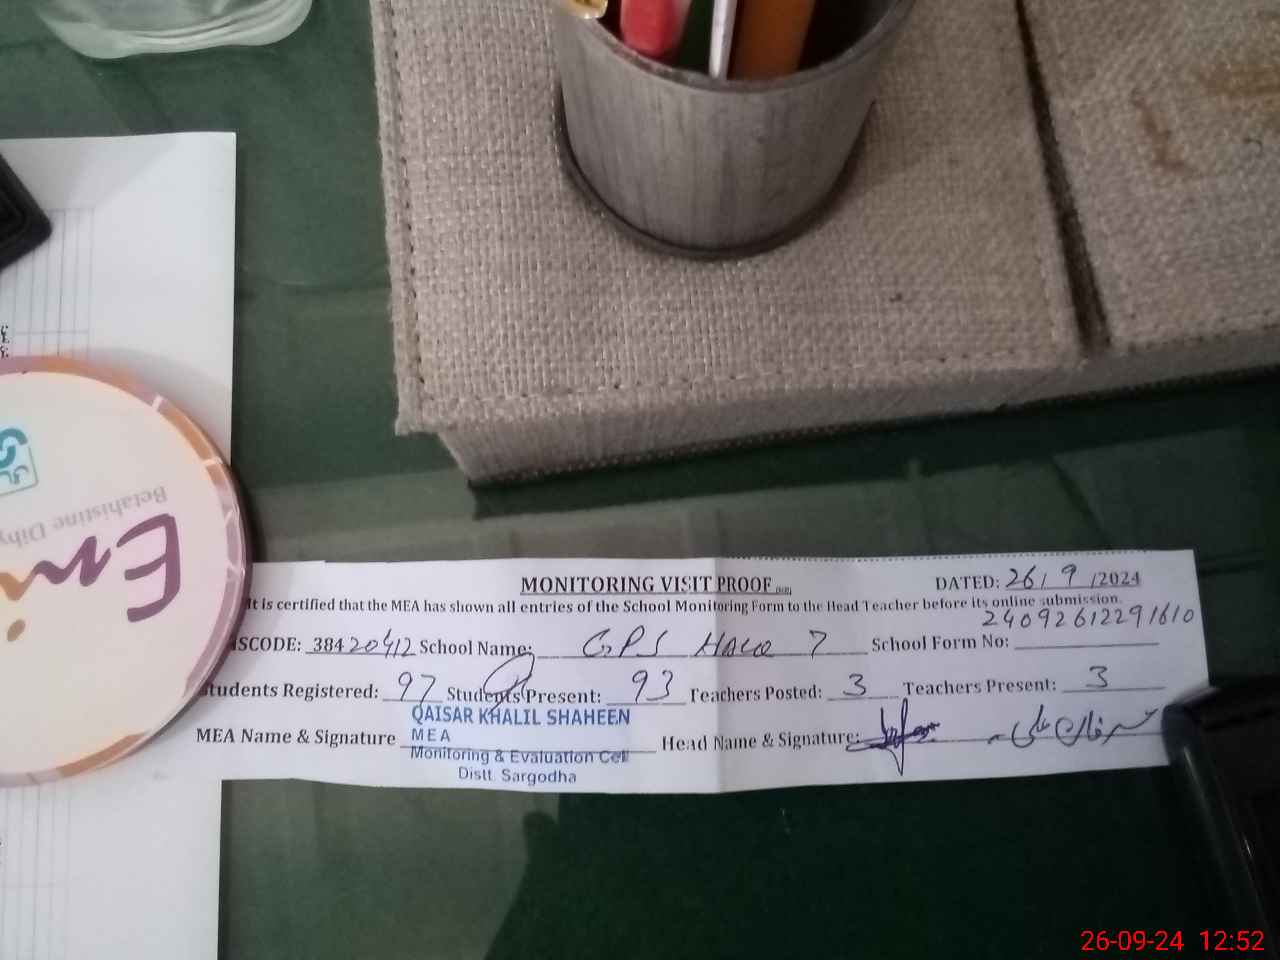 MONITORING VISIT PROOF
DATED: 26/9/2024
It is certified that the MEA has shown all entries of the School Monitoring Form to the Head Teacher before its online submission.
24092612291610
SCODE: 38420412 School Name: GPS School Form No:
Students Registered: 97 Students Present: 93 Teachers Posted: 3 Teachers Present: 3
QAISAR KHALIL SHAHEEN
MEA Name & Signature MEA Head Name & Signature:
Monitoring & Evaluation Cell
Distt. Sargodha
Betahistine
26-09-24 12:52